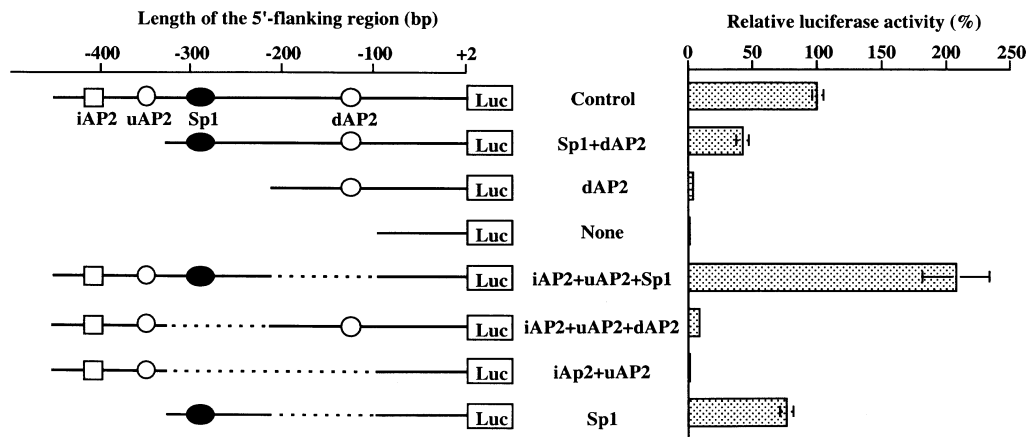 Length of the 5'-flanking region (bp)
Relative luciferase activity (%)
-400 -300 -200 -100 +2
0 50 100 150 200 250
Luc Control
iAP2 uAP2 Sp1 dAP2
Luc Sp1+dAP2
Luc dAP2
Luc None
Luc iAP2+uAP2+Sp1
Luc iAP2+uAP2+dAP2
Luc iAp2+uAP2
Luc Sp1